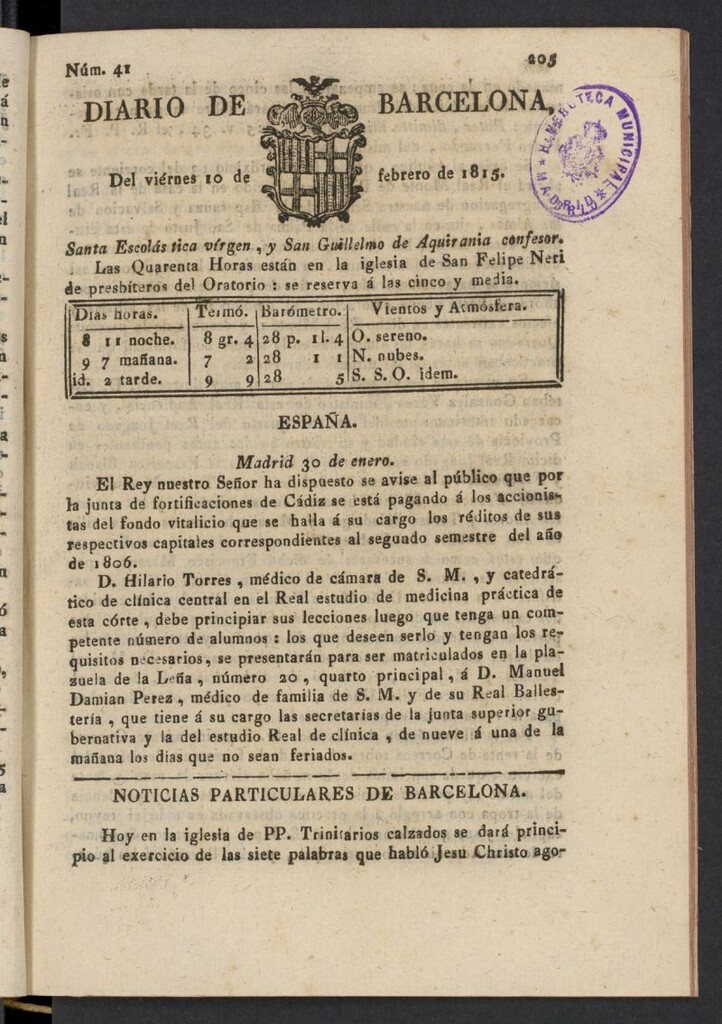 Núm. 41
205
DIARIO DE BARCELONA,
Del viérnes 10 de febrero de 1815.
HEMEROTECA MUNICIPAL
MADRID
Santa Escolástica vírgen, y San Guillelmo de Aquirania confesor.
Las Quarenta Horas están en la iglesia de San Felipe Neri
de presbíteros del Oratorio : se reserva á las cinco y media.
Dias horas. Termó. Barómetro. Vientos y Atmósfera.
8 11 noche. 8 gr. 4 28 p. 1l. 4 O. sereno.
9 7 mañana. 7 2 28 1 1 N. nubes.
id. 2 tarde. 9 9 28 5 S. S. O. idem.
ESPAÑA.
Madrid 30 de enero.
El Rey nuestro Señor ha dispuesto se avise al público que por
la junta de fortificaciones de Cádiz se está pagando á los accionis-
tas del fondo vitalicio que se halla á su cargo los réditos de sus
respectivos capitales correspondientes al segundo semestre del año
de 1806.
D. Hilario Torres , médico de cámara de S. M. , y catedrá-
tico de clínica central en el Real estudio de medicina práctica de
esta córte , debe principiar sus lecciones luego que tenga un com-
petente número de alumnos : los que deseen serlo y tengan los re-
quisitos necesarios, se presentarán para ser matriculados en la pla-
zuela de la Leña , número 20 , quarto principal, á D. Manuel
Damian Perez , médico de familia de S. M. y de su Real Balles-
tería , que tiene á su cargo las secretarias de la junta superior gu-
bernativa y la del estudio Real de clínica , de nueve á una de la
mañana los dias que no sean feriados.
NOTICIAS PARTICULARES DE BARCELONA.
Hoy en la iglesia de PP. Trinitarios calzados se dará princi-
pio al exercicio de las siete palabras que habló Jesu Christo ago-